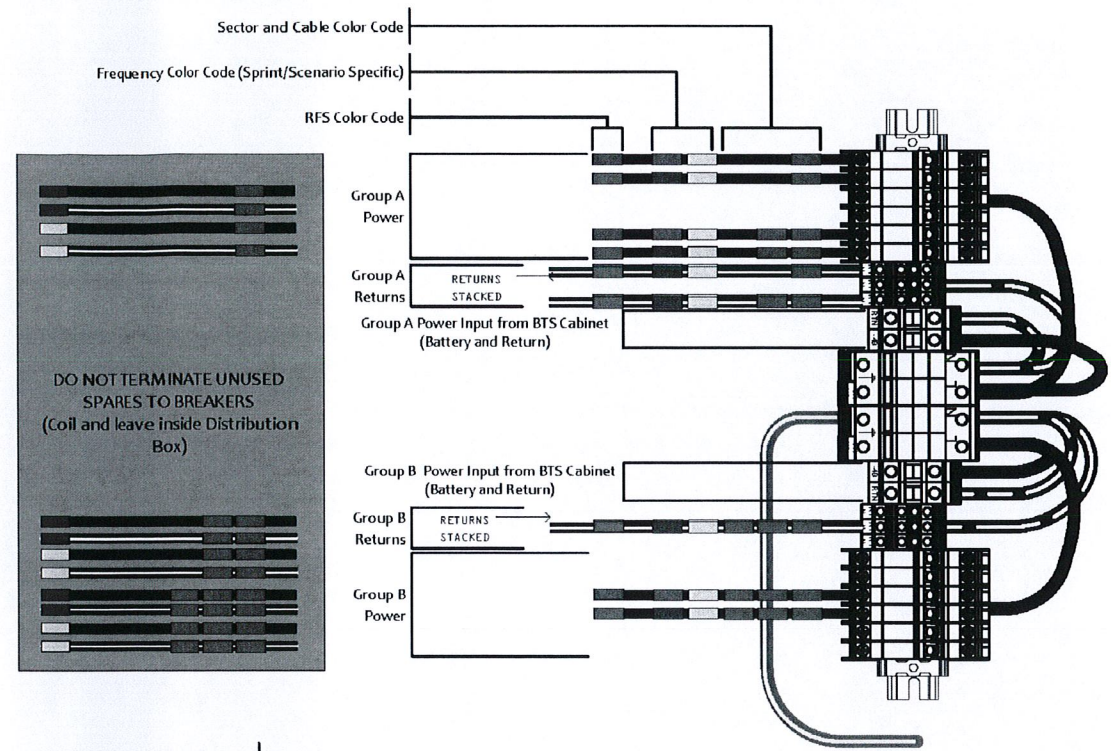 Sector and Cable Color Code
Frequency Color Code (Sprint/Scenario Specific)
RFS Color Code
Group A
Power
Group A
Returns
RETURNS
STACKED
Group A Power Input from BTS Cabinet
(Battery and Return)
DO NOT TERMINATE UNUSED
SPARES TO BREAKERS
(Coil and leave inside Distribution
Box)
Group B Power Input from BTS Cabinet
(Battery and Return)
Group B
Returns
RETURNS
STACKED
Group B
Power
RTN
N
N
RTN